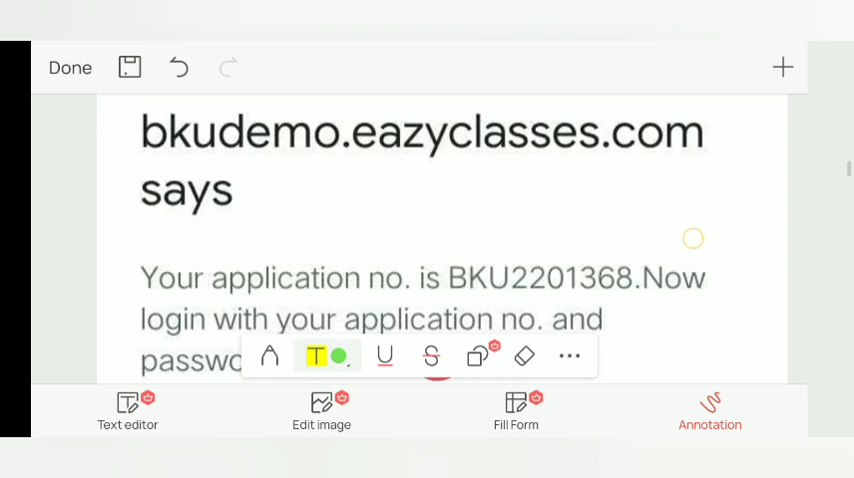 Done
bkudemo.eazyclasses.com
says
Your application no. is BKU2201368.Now
login with your application no. and
T U S
Text editor Edit image Fill Form Annotation